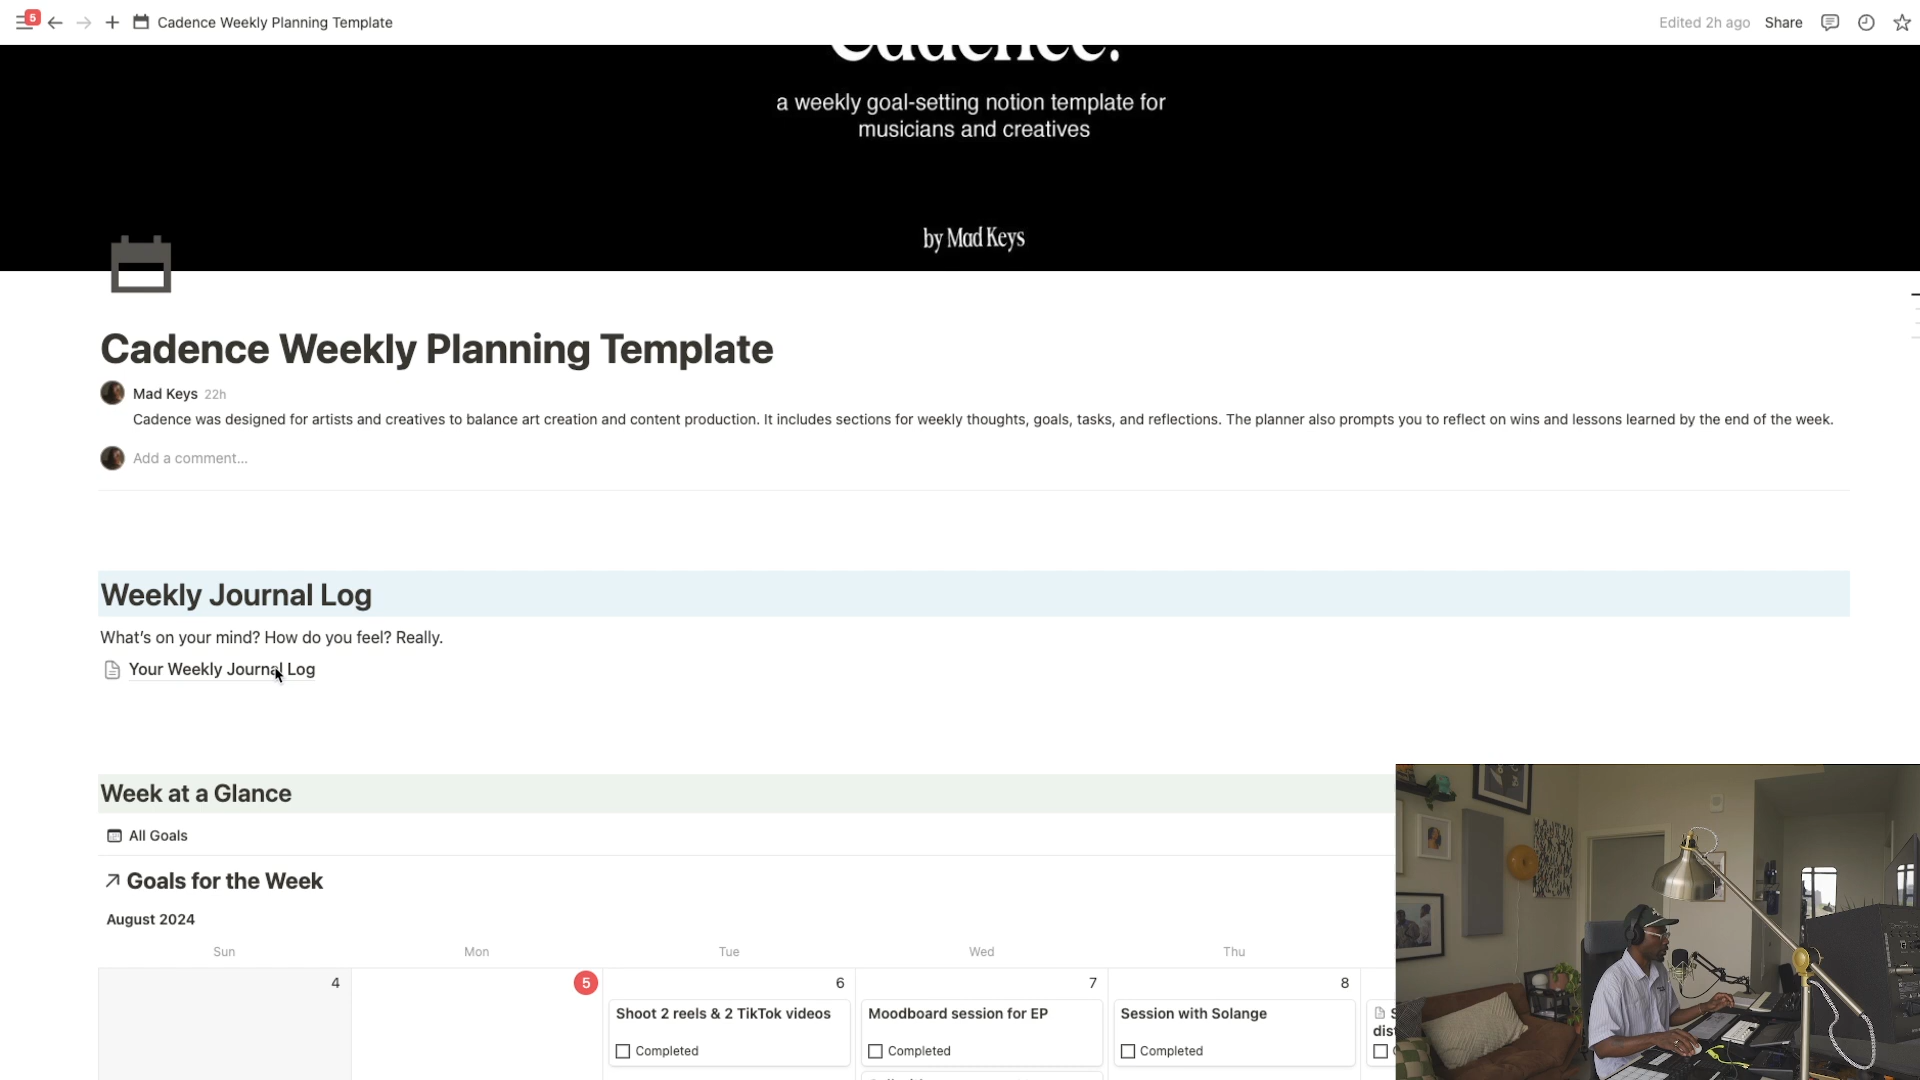 5
Cadence Weekly Planning Template
Edited 2h ago
Share
Cadence.
a weekly goal-setting notion template for
musicians and creatives
by Mad Keys
Cadence Weekly Planning Template
Mad Keys 22h
Cadence was designed for artists and creatives to balance art creation and content production. It includes sections for weekly thoughts, goals, tasks, and reflections. The planner also prompts you to reflect on wins and lessons learned by the end of the week.
Add a comment...
Weekly Journal Log
What's on your mind? How do you feel? Really.
Your Weekly Journal Log
Week at a Glance
All Goals
Goals for the Week
August 2024
Sun Mon Tue Wed Thu
4 5 6 7 8
Shoot 2 reels & 2 TikTok videos
Completed
Moodboard session for EP
Completed
Session with Solange
Completed